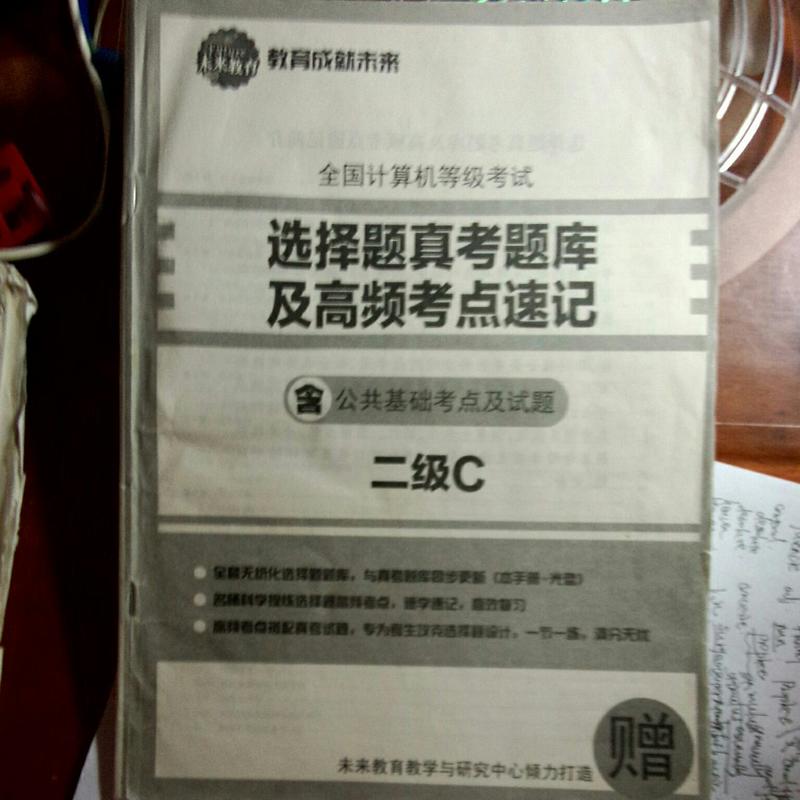 未来教育
教育成就未来
全国计算机等级考试
选择题真考题库
及高频考点速记
含 公共基础考点及试题
二级C
全套无纸化选择题题库，与真考题库同步更新（本手册+光盘）
名师科学提炼选择题高频考点，速学速记，高效复习
高频考点搭配真考试题，专为考生攻克选择题设计，一节一练，满分无忧
赠
未来教育教学与研究中心倾力打造